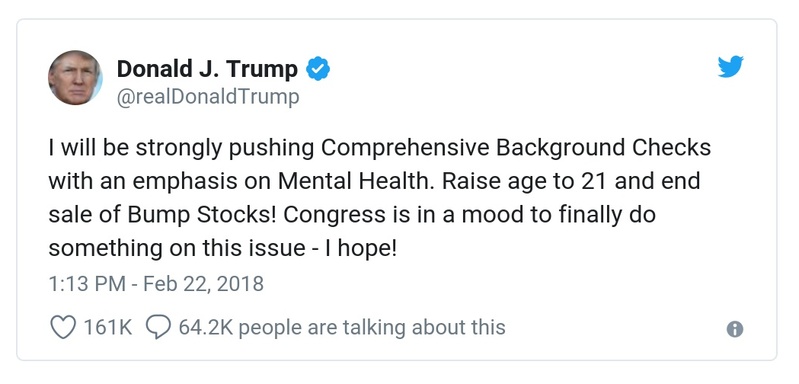 Donald J. Trump
@realDonaldTrump
I will be strongly pushing Comprehensive Background Checks
with an emphasis on Mental Health. Raise age to 21 and end
sale of Bump Stocks! Congress is in a mood to finally do
something on this issue - I hope!
1:13 PM - Feb 22, 2018
161K 64.2K people are talking about this